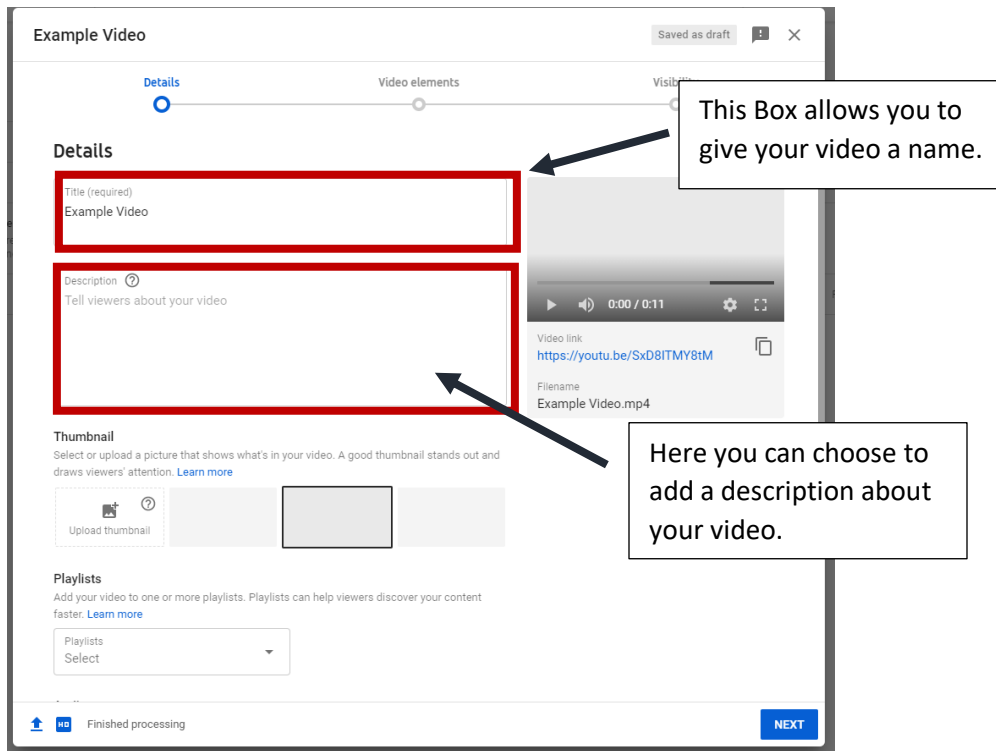 Example Video
Saved as draft
Details
Video elements
This Box allows you to
give your video a name.
Details
Title (required)
Example Video
Description
Tell viewers about your video
0:00 / 0:11
Video link
https://youtu.be/SxD8ITMY8tM
Filename
Example Video.mp4
Here you can choose to
add a description about
your video.
Thumbnail
Select or upload a picture that shows what's in your video. A good thumbnail stands out and
draws viewers' attention. Learn more
Upload thumbnail
Playlists
Add your video to one or more playlists. Playlists can help viewers discover your content
faster. Learn more
Playlists
Select
HD
Finished processing
NEXT